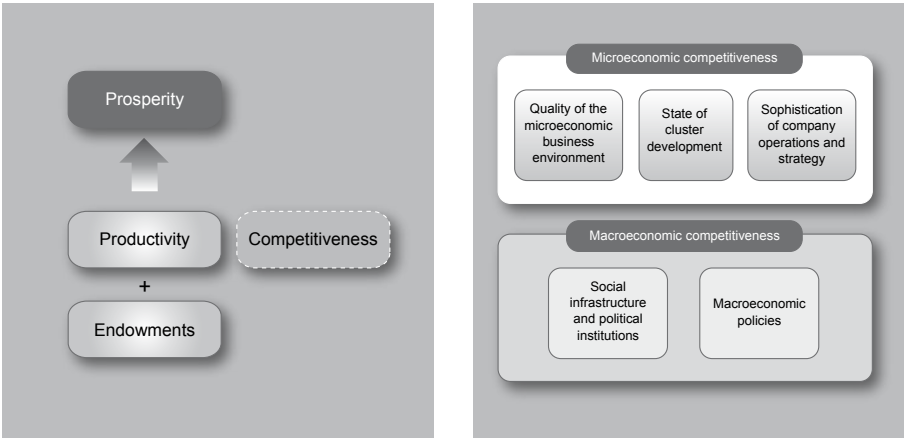 Prosperity
Productivity
Competitiveness
+
Endowments
Microeconomic competitiveness
Quality of the
microeconomic
business
environment
State of
cluster
development
Sophistication
of company
operations and
strategy
Macroeconomic competitiveness
Social
infrastructure
and political
institutions
Macroeconomic
policies